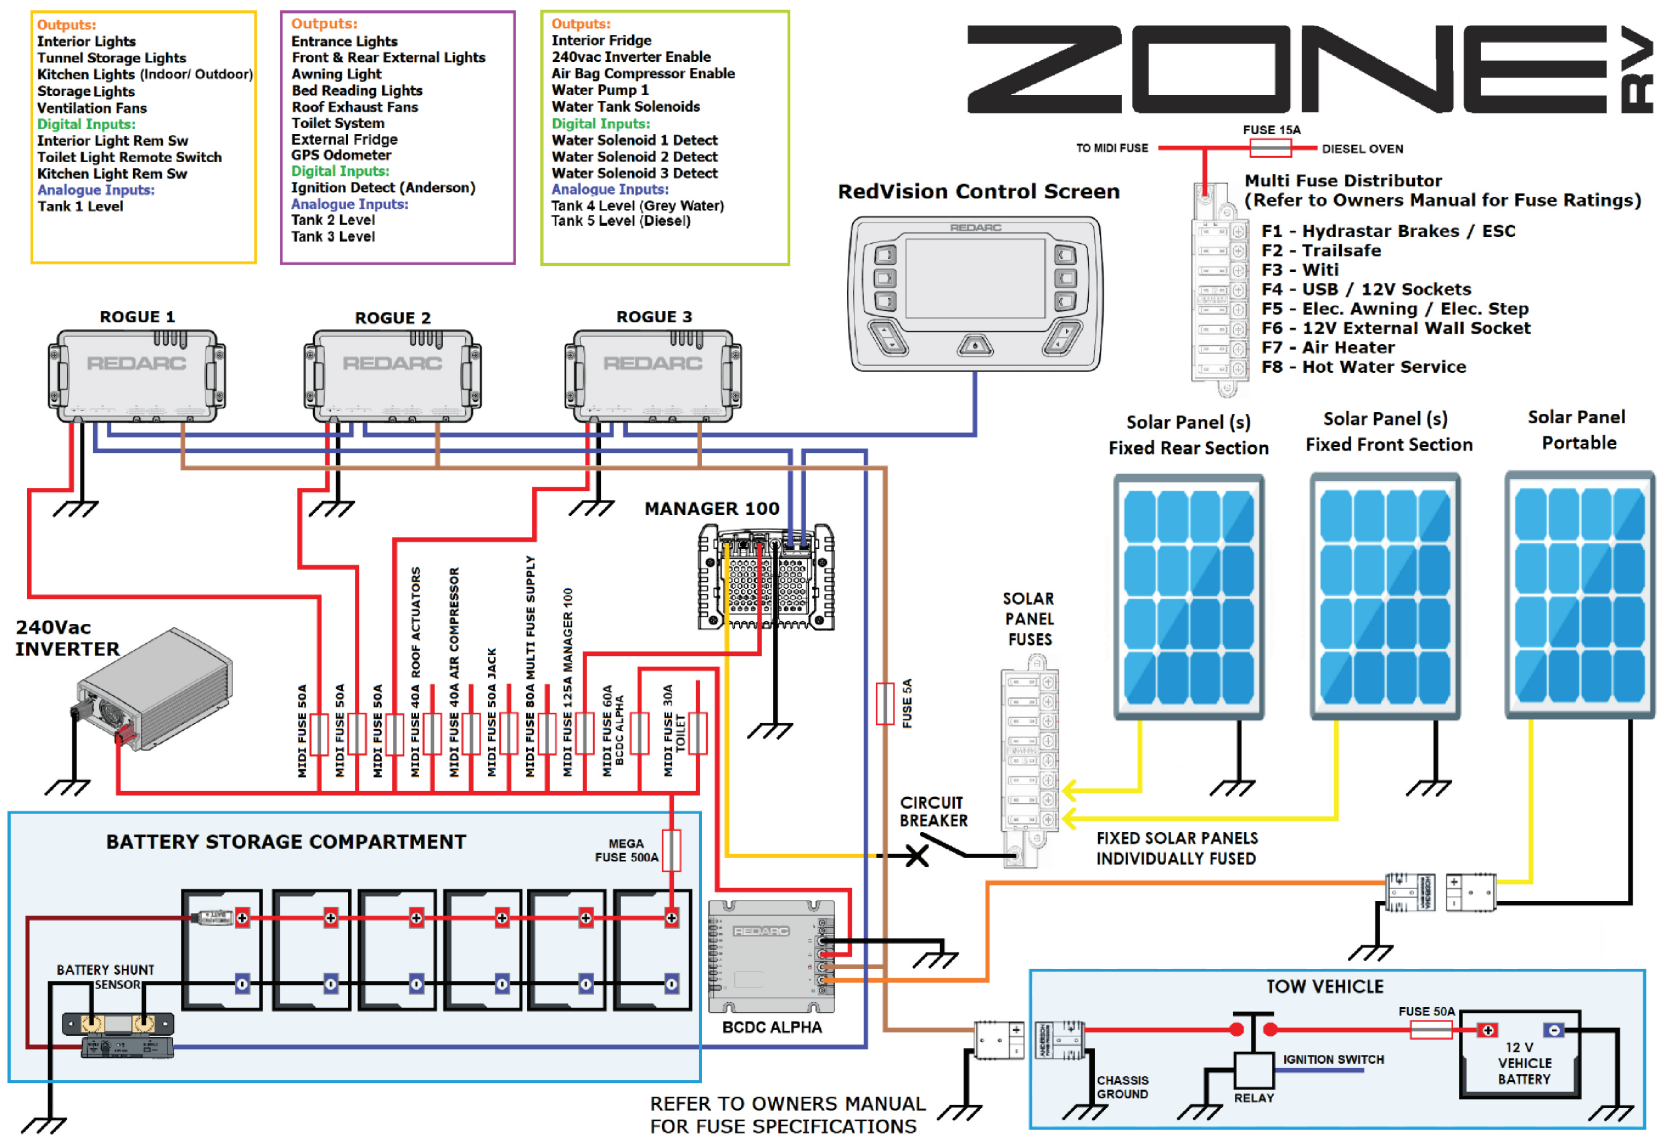 Outputs:
Interior Lights
Tunnel Storage Lights
Kitchen Lights (Indoor/ Outdoor)
Storage Lights
Ventilation Fans
Digital Inputs:
Interior Light Rem Sw
Toilet Light Remote Switch
Kitchen Light Rem Sw
Analogue Inputs:
Tank 1 Level
Outputs:
Entrance Lights
Front & Rear External Lights
Awning Light
Bed Reading Lights
Roof Exhaust Fans
Toilet System
External Fridge
GPS Odometer
Digital Inputs:
Ignition Detect (Anderson)
Analogue Inputs:
Tank 2 Level
Tank 3 Level
Outputs:
Interior Fridge
240vac Inverter Enable
Air Bag Compressor Enable
Water Pump 1
Water Tank Solenoids
Digital Inputs:
Water Solenoid 1 Detect
Water Solenoid 2 Detect
Water Solenoid 3 Detect
Analogue Inputs:
Tank 4 Level (Grey Water)
Tank 5 Level (Diesel)
ZONE RV
FUSE 15A
TO MIDI FUSE
DIESEL OVEN
Multi Fuse Distributor
(Refer to Owners Manual for Fuse Ratings)
F1 - Hydrastar Brakes / ESC
F2 - Trailsafe
F3 - Witi
F4 - USB / 12V Sockets
F5 - Elec. Awning / Elec. Step
F6 - 12V External Wall Socket
F7 - Air Heater
F8 - Hot Water Service
RedVision Control Screen
REDARC
ROGUE 1
REDARC
ROGUE 2
REDARC
ROGUE 3
REDARC
Solar Panel (s)
Fixed Rear Section
Solar Panel (s)
Fixed Front Section
Solar Panel
Portable
MANAGER 100
SOLAR
PANEL
FUSES
240Vac
INVERTER
MIDI FUSE 50A
MIDI FUSE 50A
MIDI FUSE 50A
MIDI FUSE 40A ROOF ACTUATORS
MIDI FUSE 40A AIR COMPRESSOR
MIDI FUSE 50A JACK
MIDI FUSE 80A MULTI FUSE SUPPLY
MIDI FUSE 125A MANAGER 100
MIDI FUSE 60A
BCDC ALPHA
MIDI FUSE 30A
TOILET
FUSE 5A
CIRCUIT
BREAKER
FIXED SOLAR PANELS
INDIVIDUALLY FUSED
BATTERY STORAGE COMPARTMENT
MEGA
FUSE 500A
BATT
BATTERY SHUNT
SENSOR
REDARC
BCDC ALPHA
ANDERSON
TOW VEHICLE
FUSE 50A
ANDERSON
12 V
VEHICLE
BATTERY
IGNITION SWITCH
RELAY
CHASSIS
GROUND
REFER TO OWNERS MANUAL
FOR FUSE SPECIFICATIONS